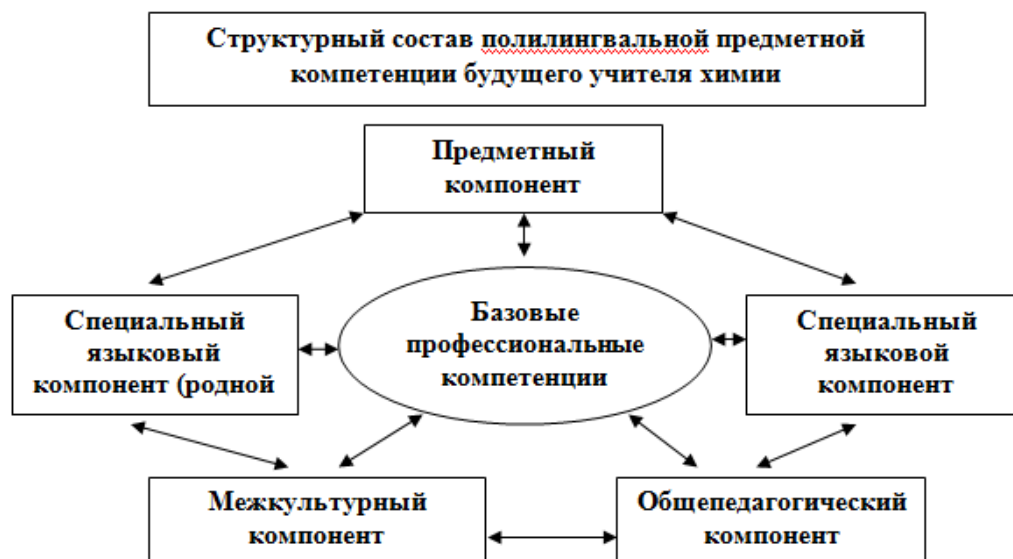 Структурный состав полилингвальной предметной
компетенции будущего учителя химии
Предметный
компонент
Специальный
языковый
компонент (родной
Базовые
профессиональные
компетенции
Специальный
языковой
компонент
Межкультурный
компонент
Общепедагогический
компонент